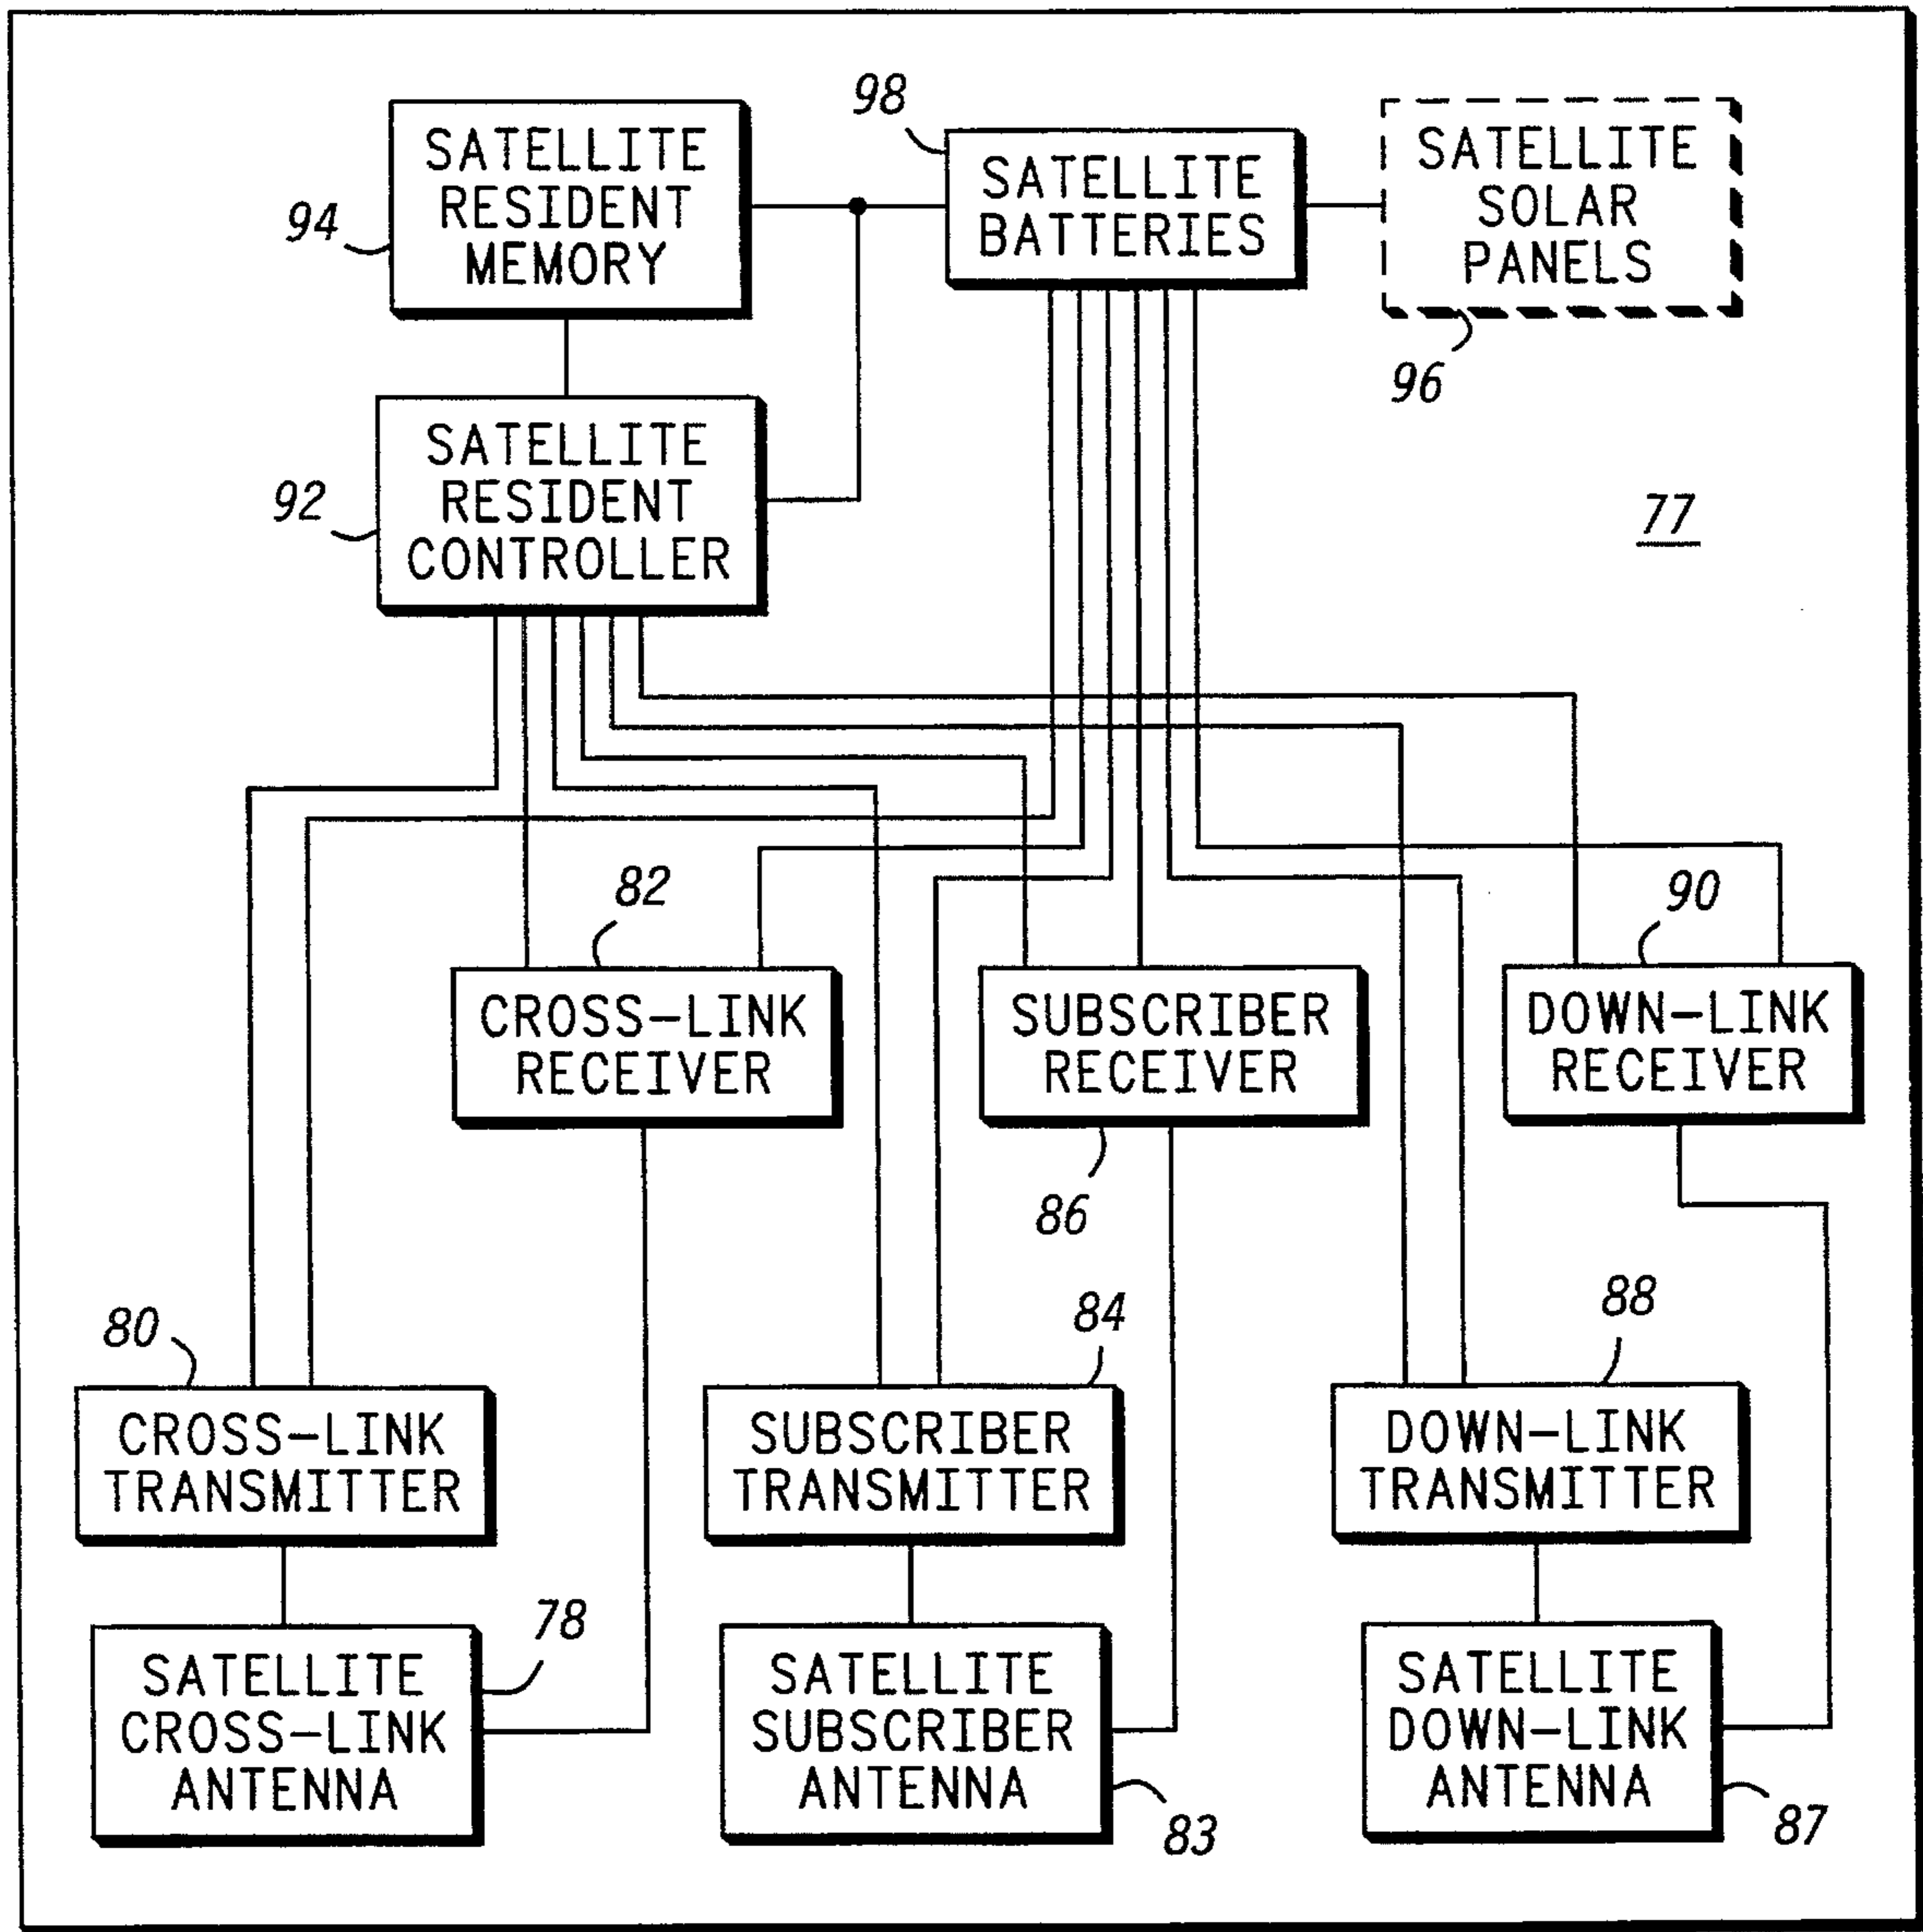 98
SATELLITE
RESIDENT
MEMORY
94
SATELLITE
BATTERIES
SATELLITE
SOLAR
PANELS
96
SATELLITE
RESIDENT
CONTROLLER
92
77
82
CROSS-LINK
RECEIVER
SUBSCRIBER
RECEIVER
86
90
DOWN-LINK
RECEIVER
80
CROSS-LINK
TRANSMITTER
84
SUBSCRIBER
TRANSMITTER
88
DOWN-LINK
TRANSMITTER
78
SATELLITE
CROSS-LINK
ANTENNA
SATELLITE
SUBSCRIBER
ANTENNA
83
SATELLITE
DOWN-LINK
ANTENNA
87